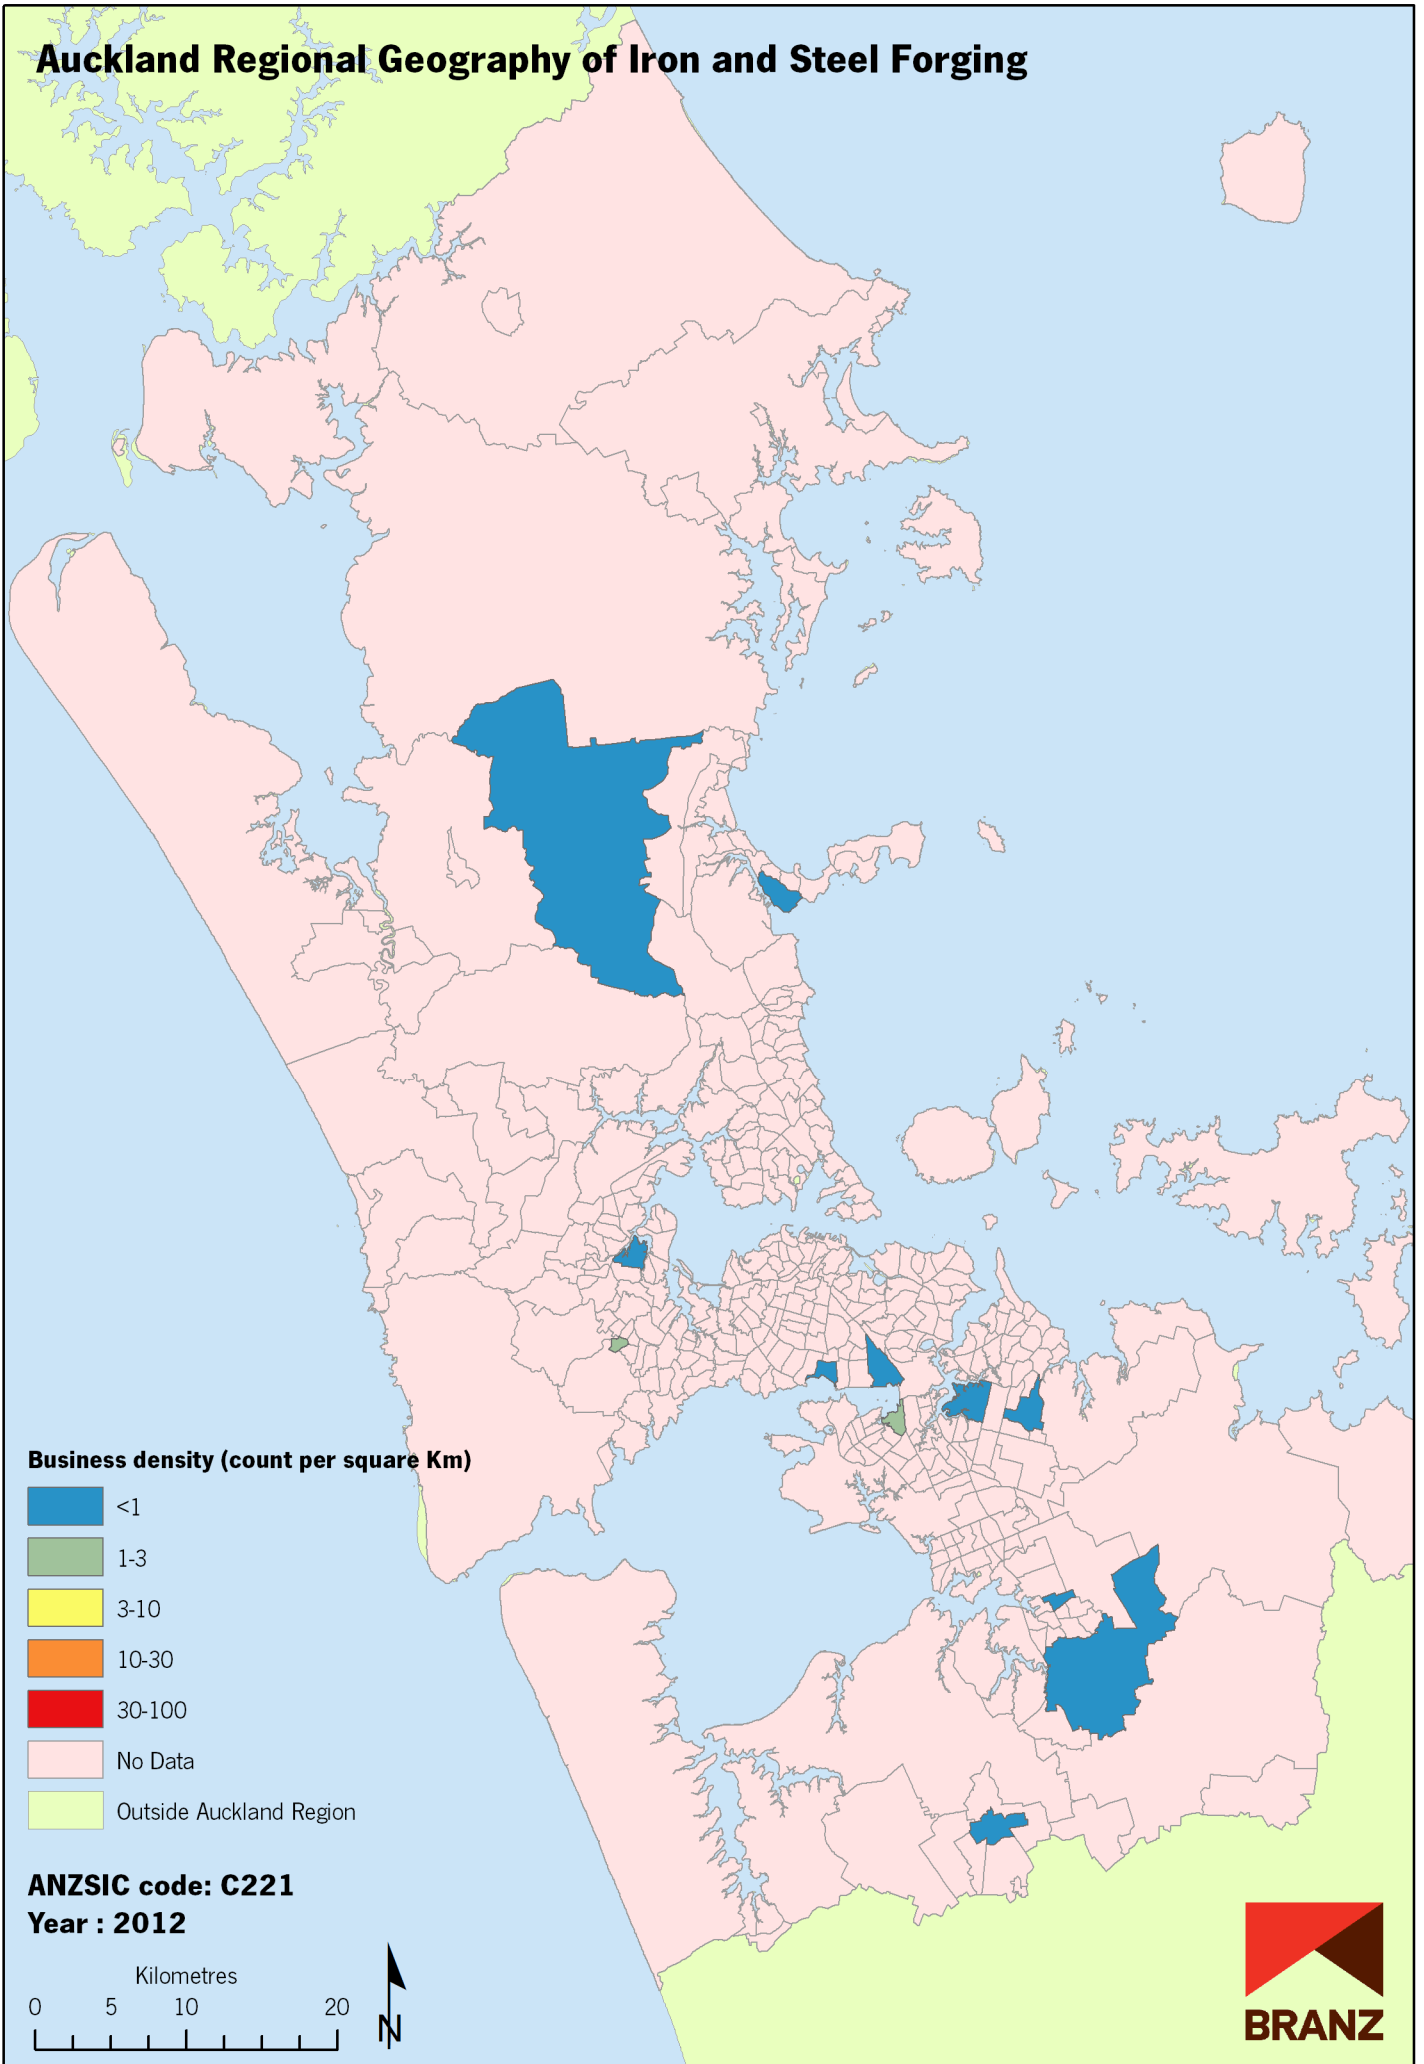 Auckland Regional Geography of Iron and Steel Forging
Business density (count per square Km)
<1
1-3
3-10
10-30
30-100
No Data
Outside Auckland Region
ANZSIC code: C221
Year : 2012
Kilometres
0 5 10 20
N
BRANZ